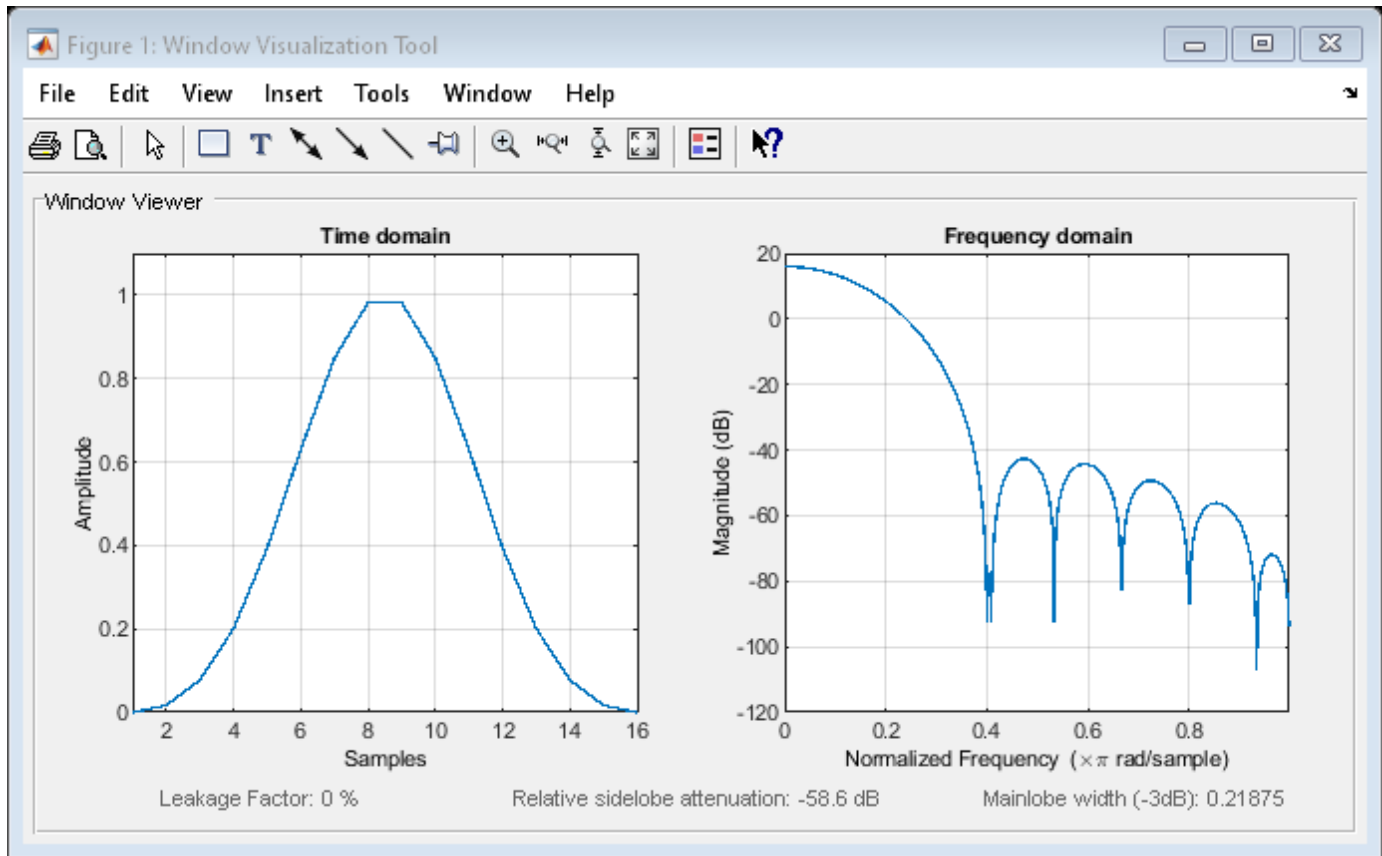 Figure 1: Window Visualization Tool
File Edit View Insert Tools Window Help
T
?
Window Viewer
Time domain
1
0.8
0.6
0.4
0.2
0
Amplitude
2 4 6 8 10 12 14 16
Samples
Frequency domain
20
0
-20
-40
-60
-80
-100
-120
Magnitude (dB)
0 0.2 0.4 0.6 0.8
Normalized Frequency (×π rad/sample)
Leakage Factor: 0 % Relative sidelobe attenuation: -58.6 dB Mainlobe width (-3dB): 0.21875